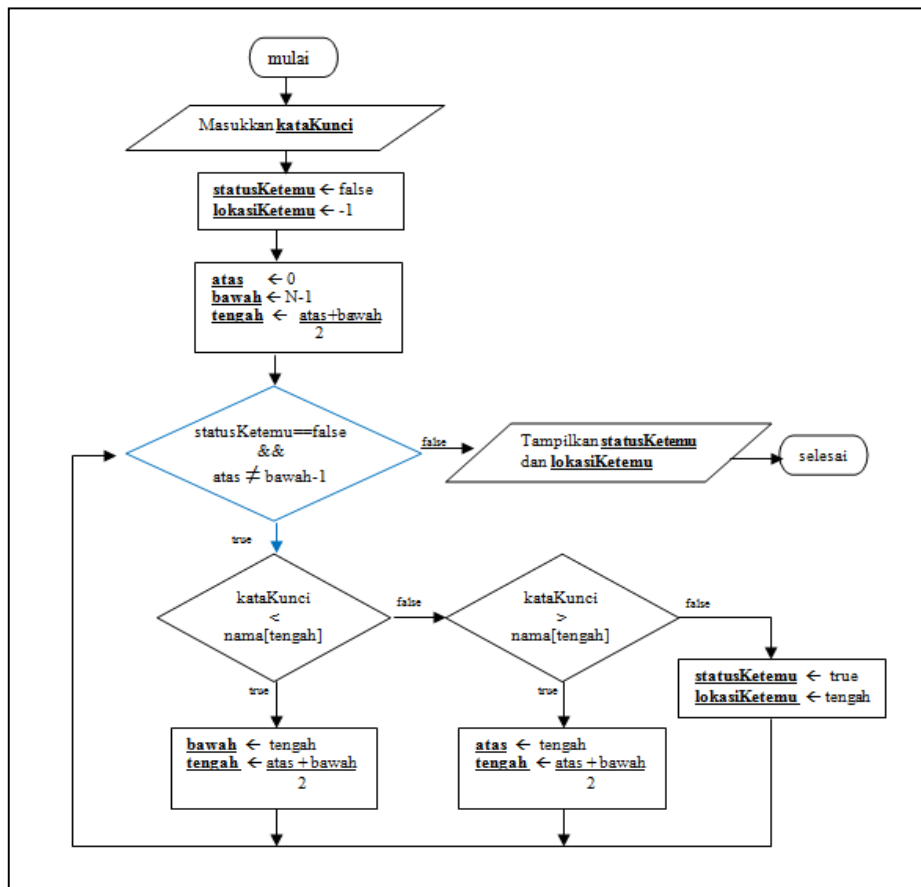 mulai
Masukkan kataKunci
statusKetemu ← false
lokasiKetemu ← -1
atas ← 0
bawah ← N-1
tengah ← atas+bawah
2
statusKetemu==false
&&
atas ≠ bawah-1
false
Tampilkan statusKetemu
dan lokasiKetemu
selesai
true
kataKunci
<
nama[tengah]
false
kataKunci
>
nama[tengah]
false
statusKetemu ← true
lokasiKetemu ← tengah
true
true
bawah ← tengah
tengah ← atas + bawah
2
atas ← tengah
tengah ← atas + bawah
2